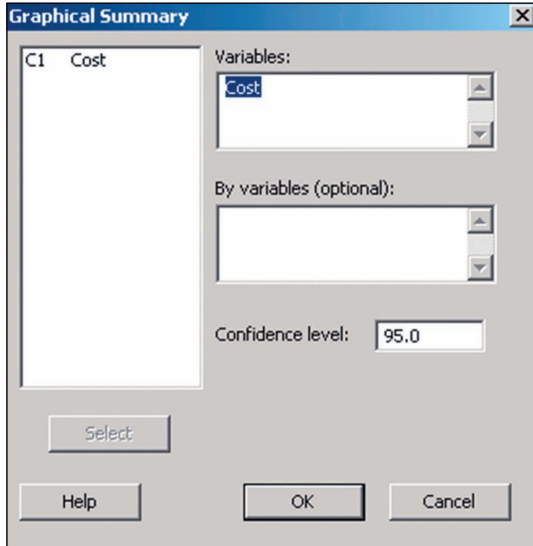 Graphical Summary
C1 Cost
Variables:
Cost
By variables (optional):
Confidence level: 95.0
Select
Help OK Cancel